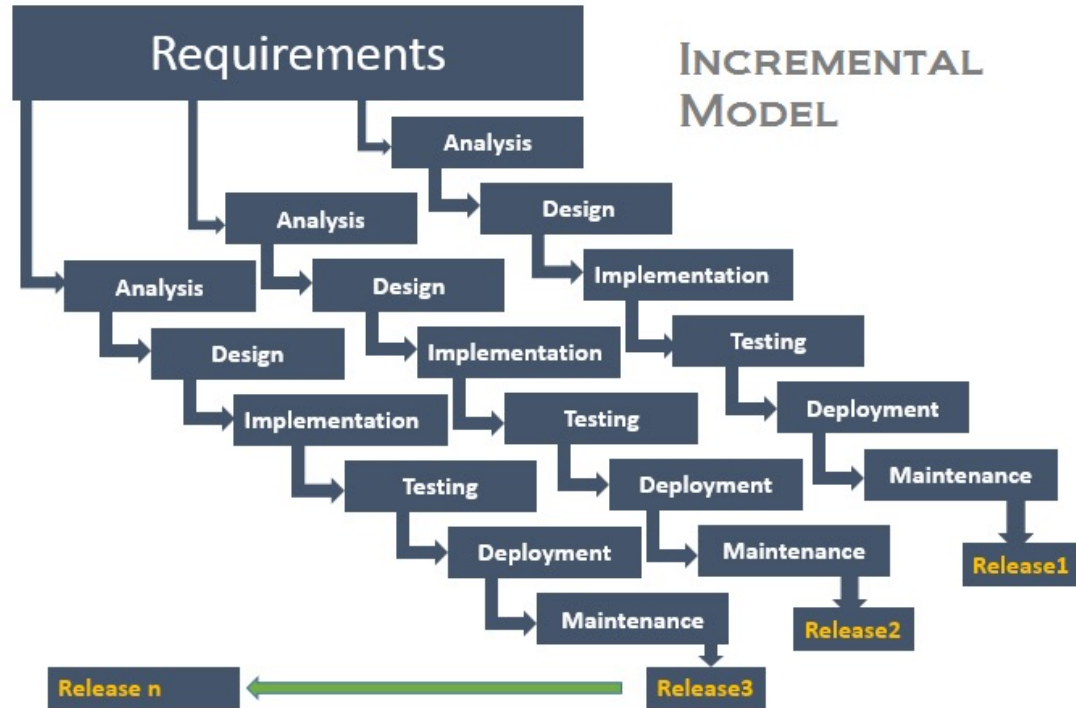 Requirements
INCREMENTAL
MODEL
Analysis
Design
Implementation
Testing
Deployment
Maintenance
Release1
Analysis
Design
Implementation
Testing
Deployment
Maintenance
Release2
Analysis
Design
Implementation
Testing
Deployment
Maintenance
Release3
Release n